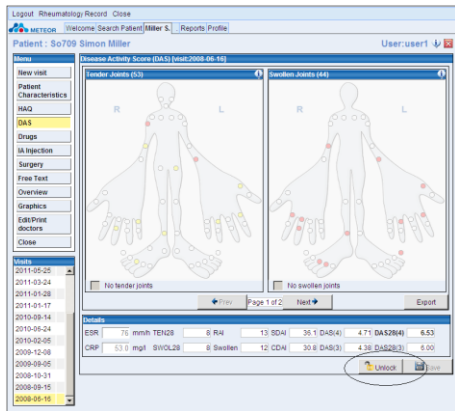 Logout Rheumatology Record Close
METEOR Welcome Search Patient Miller S. Reports Profile
Patient : So709 Simon Miller User:user1
Menu
New visit
Patient Characteristics
HAQ
DAS
Drugs
IA Injection
Surgery
Free Text
Overview
Graphics
Edit/Print doctors
Close
Visits
2011-05-25
2011-03-24
2011-01-28
2011-01-17
2010-09-14
2010-06-24
2010-02-05
2009-12-08
2009-09-05
2008-10-31
2008-09-15
2008-06-16
Disease Activity Score (DAS) [visit:2008-06-16]
Tender Joints (53) Swollen Joints (44)
R L R L
No tender joints No swollen joints
Prev Page 1 of 2 Next Export
Details
ESR 76 mm/h TEN28 8 RAI 13 SDAI 36.1 DAS(4) 4.71 DAS28(4) 6.53
CRP 53.0 mg/l SWOL28 8 Swollen 12 CDAI 30.8 DAS(3) 4.38 DAS28(3) 6.00
Unlock Save